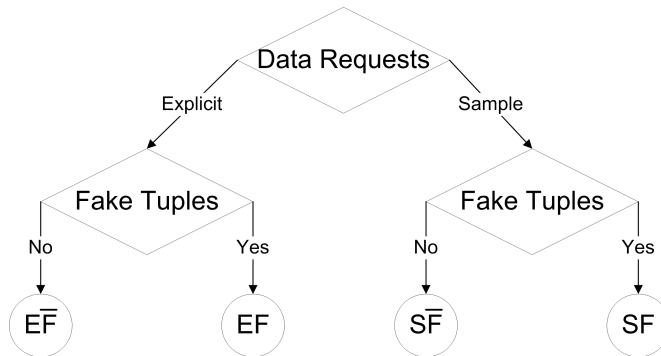 Data Requests
Explicit
Sample
Fake Tuples
Fake Tuples
No
Yes
No
Yes
EF̅
EF
SF̅
SF